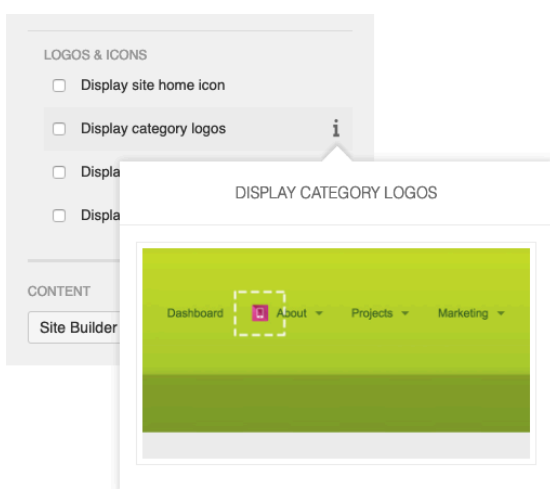 LOGOS & ICONS
Display site home icon
Display category logos
Displa
Displa
CONTENT
Site Builder
DISPLAY CATEGORY LOGOS
Dashboard About Projects Marketing